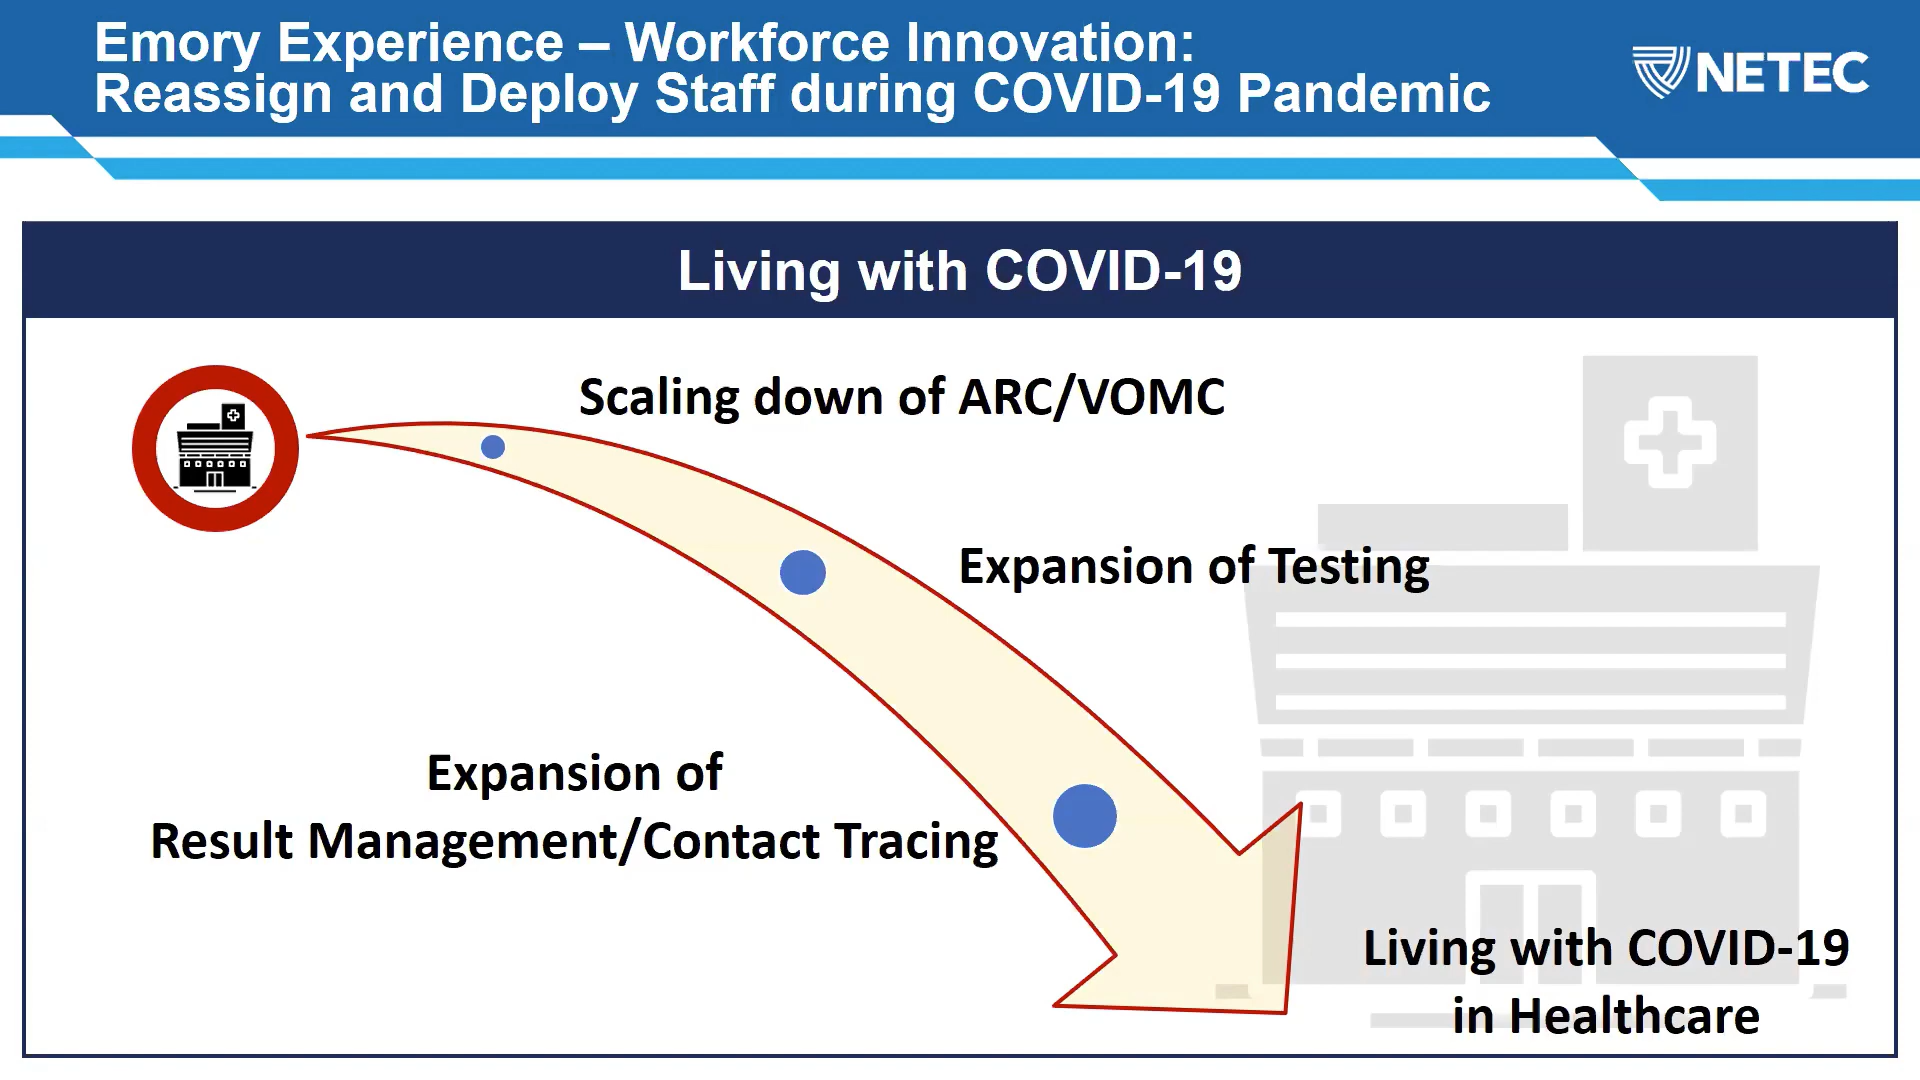 Emory Experience – Workforce Innovation:
Reassign and Deploy Staff during COVID-19 Pandemic
NETEC
Living with COVID-19
Scaling down of ARC/VOMC
Expansion of Testing
Expansion of
Result Management/Contact Tracing
Living with COVID-19
in Healthcare